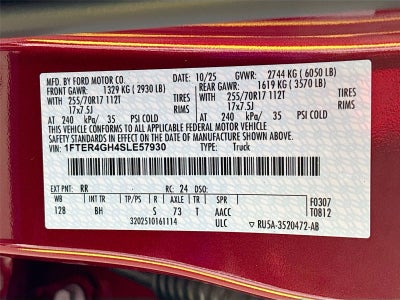 MFD. BY FORD MOTOR CO. 10/25 GVWR: 2744 KG (6050 LB)
FRONT GAWR: 1329 KG (2930 LB) REAR GAWR: 1619 KG (3570 LB)
255/70R17 112T TIRES 255/70R17 112T TIRES
17x7.5J RIMS 17x7.5J RIMS
AT 240 kPa/ 35 PSI COLD AT 240 kPa/ 35 PSI COLD
THIS VEHICLE CONFORMS TO ALL APPLICABLE FEDERAL MOTOR VEHICLE
SAFETY STANDARDS IN EFFECT ON THE DATE OF MANUFACTURE SHOWN ABOVE.
VIN: 1FTER4GH4SLE57930 TYPE: Truck
EXT PNT: RR RC: 24 DSO: F0307
WB INT TR TP/PS R AXLE TR SPR T0812
128 BH S 73 T AACC
3202510161114 ULC RU5A-3520472-AB